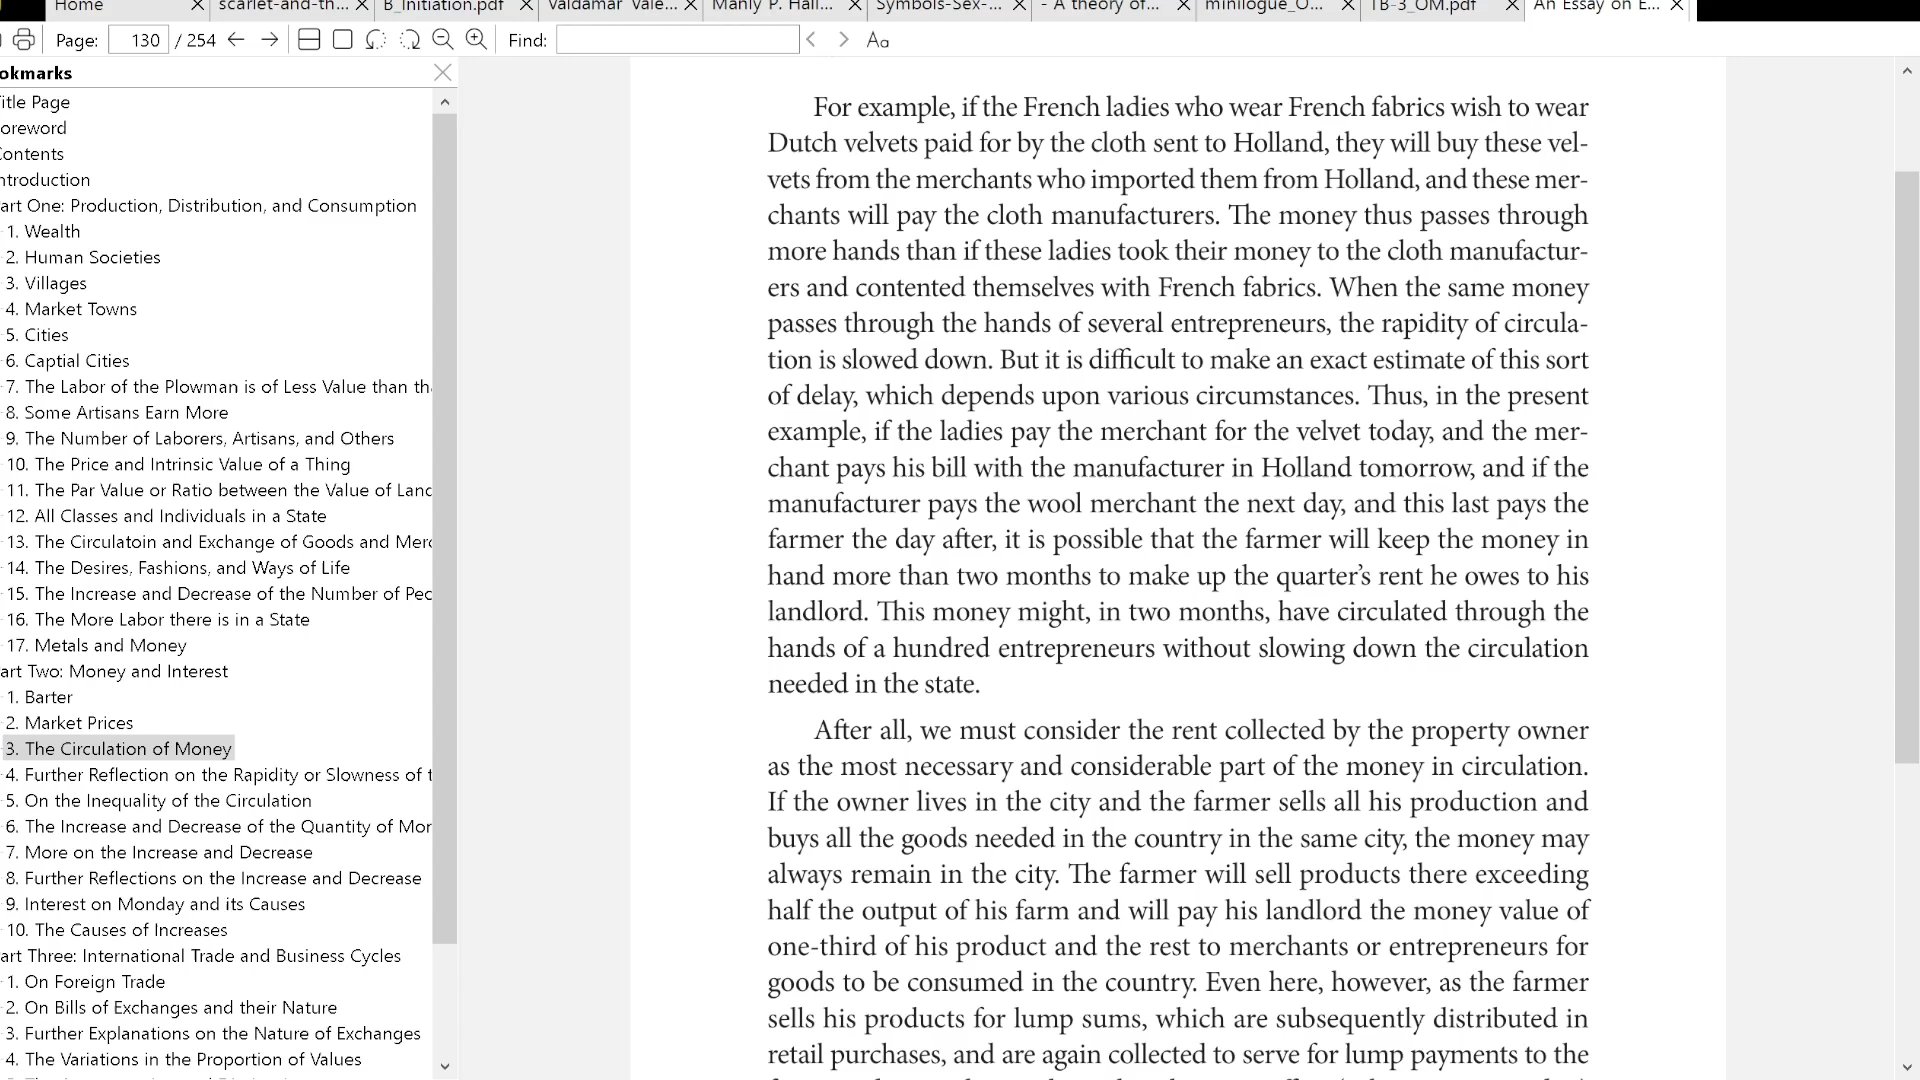 Home
scarlet-and-th...
B_Initiation.pdf
Valdamar Vale...
Manly P. Hall...
Symbols-Sex-...
- A theory of...
minilogue_O...
TB-3_OM.pdf
An Essay on E...
Page: 130 / 254
Find:
Aa
okmarks
itle Page
oreword
Contents
ntroduction
art One: Production, Distribution, and Consumption
1. Wealth
2. Human Societies
3. Villages
4. Market Towns
5. Cities
6. Captial Cities
7. The Labor of the Plowman is of Less Value than th
8. Some Artisans Earn More
9. The Number of Laborers, Artisans, and Others
10. The Price and Intrinsic Value of a Thing
11. The Par Value or Ratio between the Value of Land
12. All Classes and Individuals in a State
13. The Circulatoin and Exchange of Goods and Merc
14. The Desires, Fashions, and Ways of Life
15. The Increase and Decrease of the Number of Peo
16. The More Labor there is in a State
17. Metals and Money
art Two: Money and Interest
1. Barter
2. Market Prices
3. The Circulation of Money
4. Further Reflection on the Rapidity or Slowness of t
5. On the Inequality of the Circulation
6. The Increase and Decrease of the Quantity of Mon
7. More on the Increase and Decrease
8. Further Reflections on the Increase and Decrease
9. Interest on Monday and its Causes
10. The Causes of Increases
art Three: International Trade and Business Cycles
1. On Foreign Trade
2. On Bills of Exchanges and their Nature
3. Further Explanations on the Nature of Exchanges
4. The Variations in the Proportion of Values
For example, if the French ladies who wear French fabrics wish to wear
Dutch velvets paid for by the cloth sent to Holland, they will buy these vel-
vets from the merchants who imported them from Holland, and these mer-
chants will pay the cloth manufacturers. The money thus passes through
more hands than if these ladies took their money to the cloth manufactur-
ers and contented themselves with French fabrics. When the same money
passes through the hands of several entrepreneurs, the rapidity of circula-
tion is slowed down. But it is difficult to make an exact estimate of this sort
of delay, which depends upon various circumstances. Thus, in the present
example, if the ladies pay the merchant for the velvet today, and the mer-
chant pays his bill with the manufacturer in Holland tomorrow, and if the
manufacturer pays the wool merchant the next day, and this last pays the
farmer the day after, it is possible that the farmer will keep the money in
hand more than two months to make up the quarter's rent he owes to his
landlord. This money might, in two months, have circulated through the
hands of a hundred entrepreneurs without slowing down the circulation
needed in the state.
After all, we must consider the rent collected by the property owner
as the most necessary and considerable part of the money in circulation.
If the owner lives in the city and the farmer sells all his production and
buys all the goods needed in the country in the same city, the money may
always remain in the city. The farmer will sell products there exceeding
half the output of his farm and will pay his landlord the money value of
one-third of his product and the rest to merchants or entrepreneurs for
goods to be consumed in the country. Even here, however, as the farmer
sells his products for lump sums, which are subsequently distributed in
retail purchases, and are again collected to serve for lump payments to the